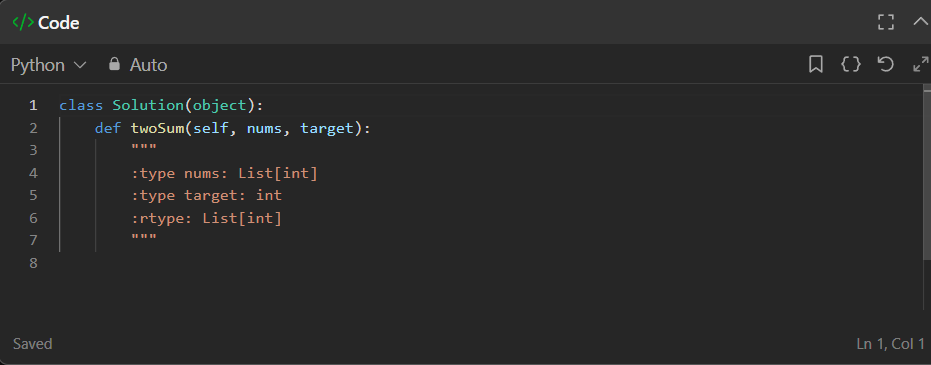 </> Code
Python Auto
1 class Solution(object):
2     def twoSum(self, nums, target):
3         """
4         :type nums: List[int]
5         :type target: int
6         :rtype: List[int]
7         """
8
Saved Ln 1, Col 1